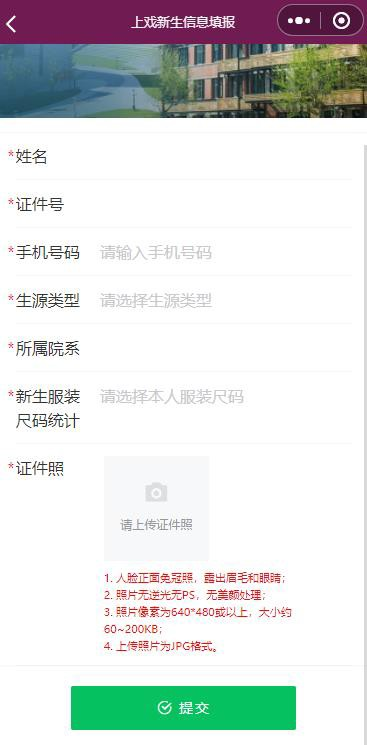 上戏新生信息填报
*姓名
*证件号
*手机号码 请输入手机号码
*生源类型 请选择生源类型
*所属院系
*新生服装 请选择本人服装尺码
尺码统计
*证件照
请上传证件照
1. 人脸正面免冠照，露出眉毛和眼睛；
2. 照片无逆光无PS，无美颜处理；
3. 照片像素为640*480或以上，大小约
60~200KB；
4. 上传照片为JPG格式。
提交